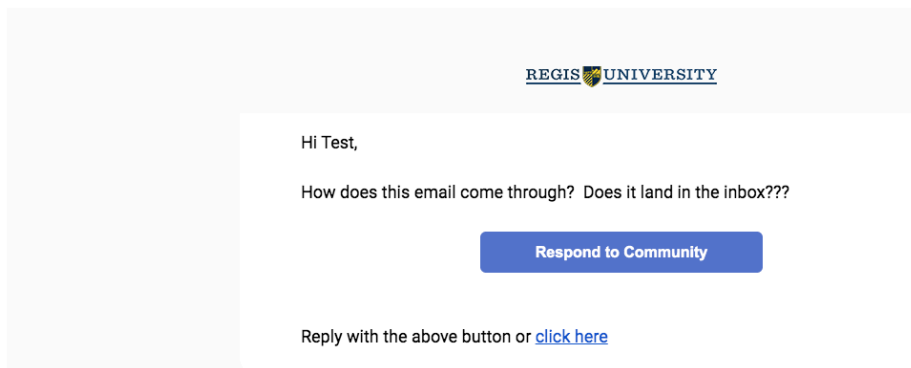 REGIS UNIVERSITY
Hi Test,
How does this email come through?  Does it land in the inbox???
Respond to Community
Reply with the above button or click here